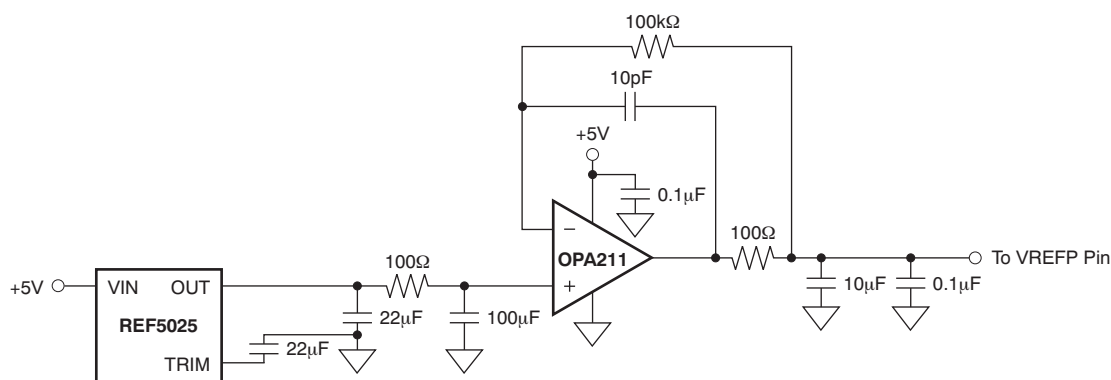 100kΩ
10pF
+5V
0.1μF
100Ω
OPA211
−
+
100Ω
To VREFP Pin
+5V
VIN
OUT
REF5025
TRIM
22μF
22μF
100μF
10μF
0.1μF